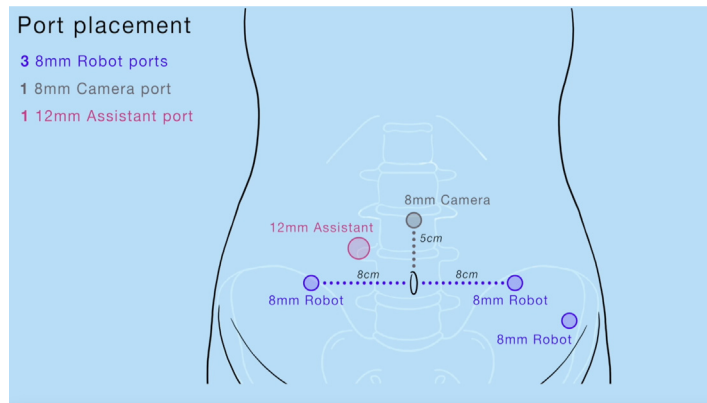 Port placement
3 8mm Robot ports
1 8mm Camera port
1 12mm Assistant port
8mm Camera
12mm Assistant
5cm
8cm
8cm
8mm Robot
8mm Robot
8mm Robot